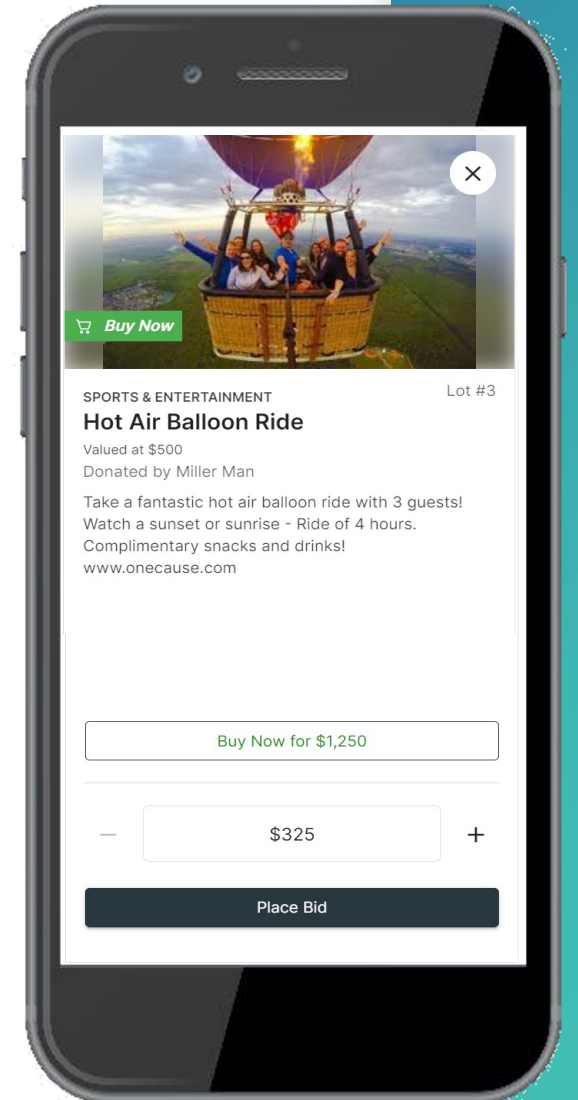 Buy Now
SPORTS & ENTERTAINMENT
Lot #3
Hot Air Balloon Ride
Valued at $500
Donated by Miller Man
Take a fantastic hot air balloon ride with 3 guests!
Watch a sunset or sunrise - Ride of 4 hours.
Complimentary snacks and drinks!
www.onecause.com
Buy Now for $1,250
$325
Place Bid